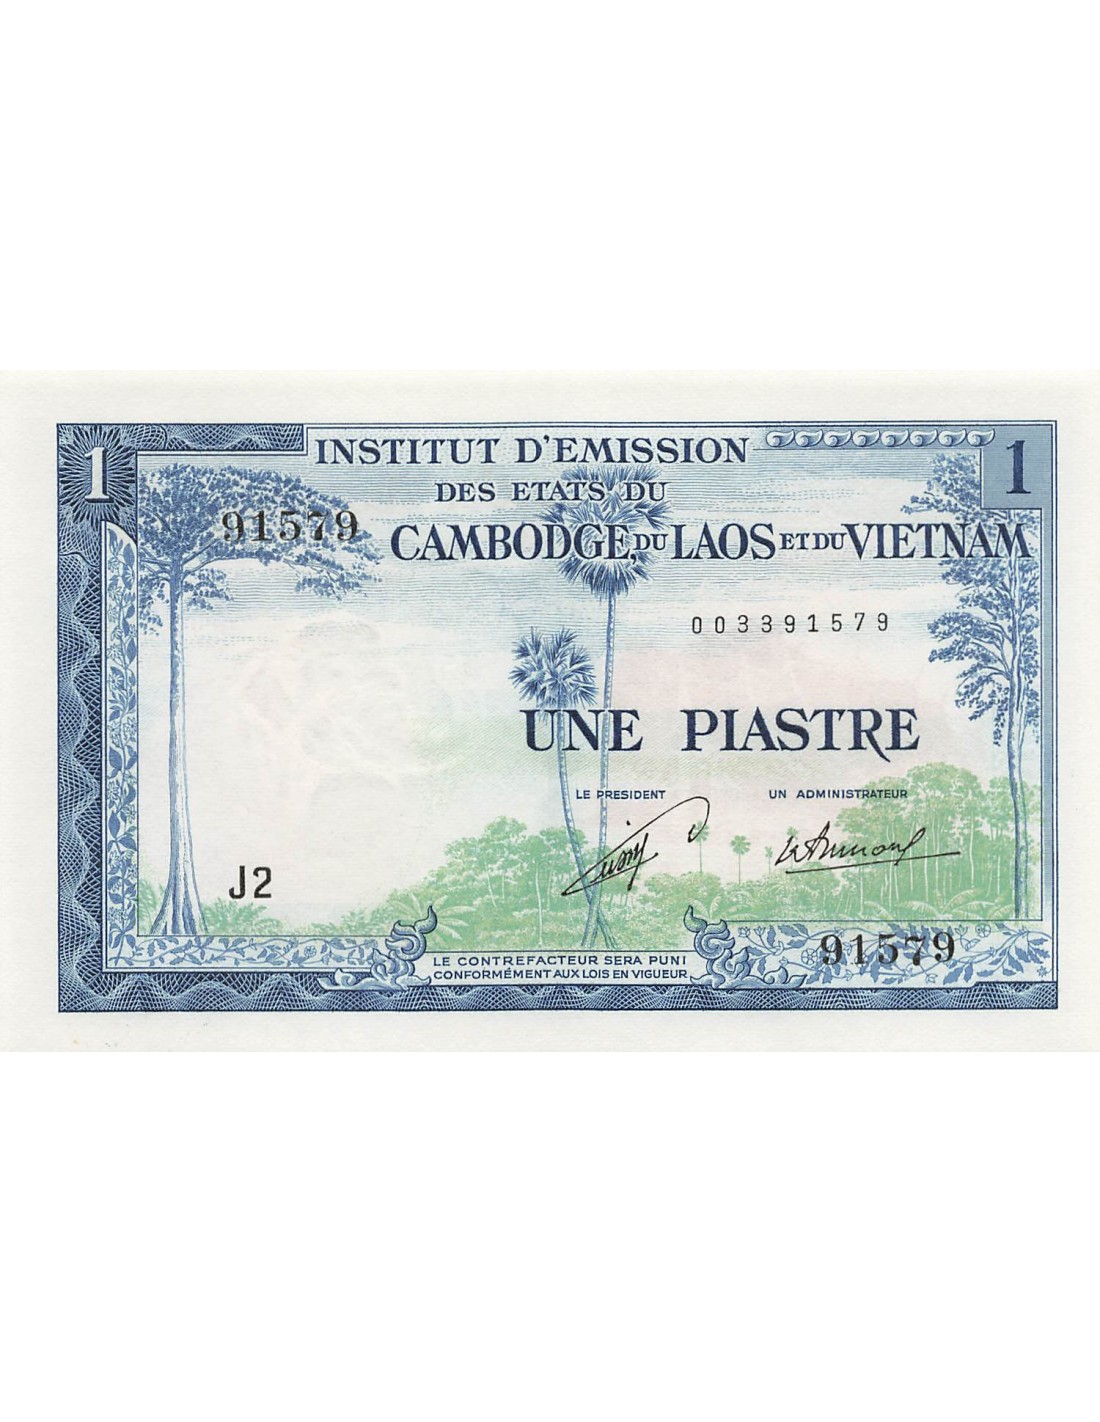 1
INSTITUT D'EMISSION
1
DES ETATS DU
91579
CAMBODGE, DU LAOS ET DU VIETNAM
003391579
UNE PIASTRE
LE PRESIDENT
UN ADMINISTRATEUR
J2
91579
LE CONTREFACTEUR SERA PUNI
CONFORMÉMENT AUX LOIS EN VIGUEUR